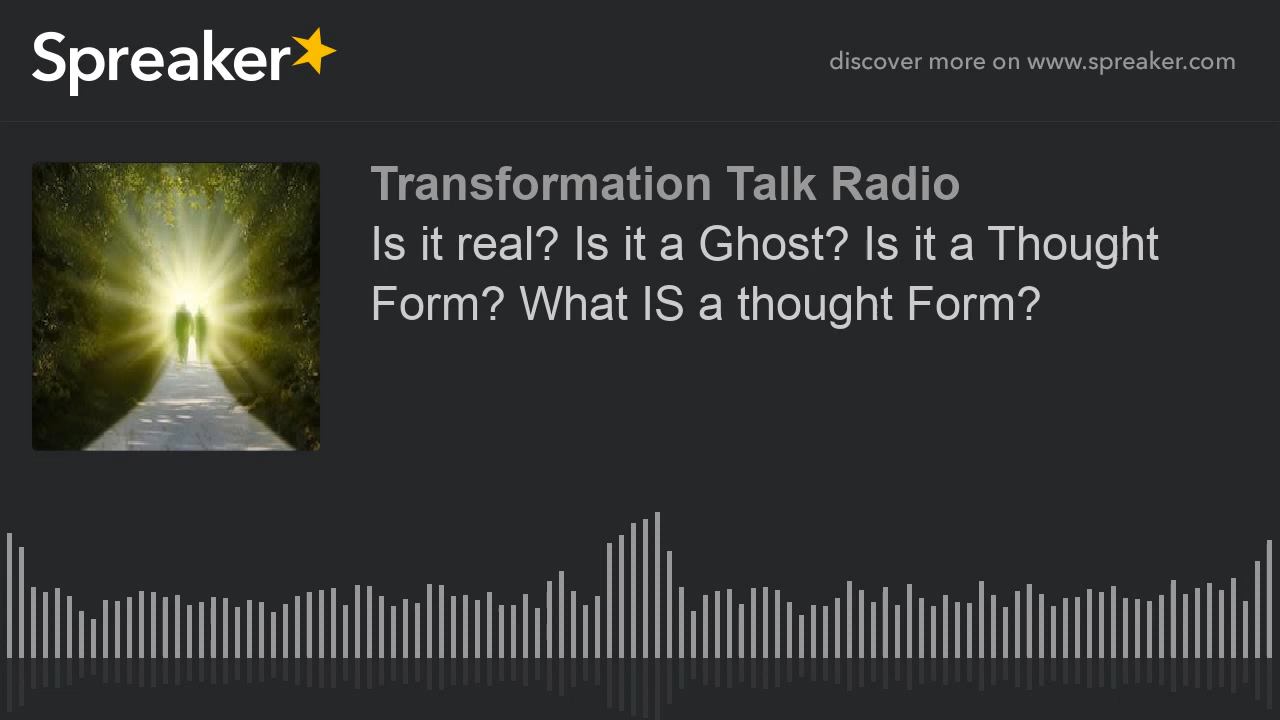 Spreaker
discover more on www.spreaker.com
Transformation Talk Radio
Is it real? Is it a Ghost? Is it a Thought
Form? What IS a thought Form?